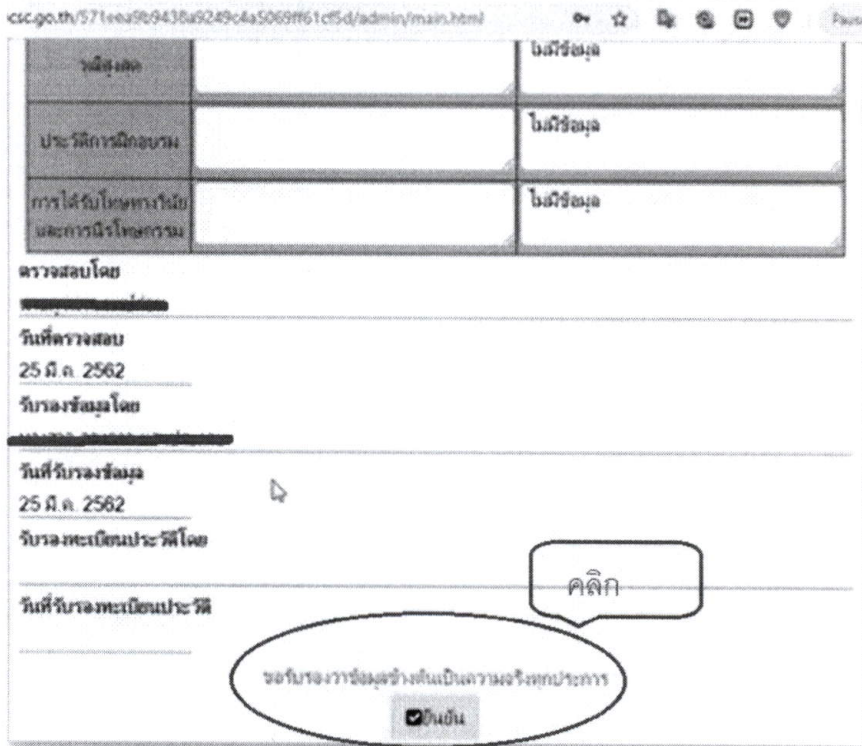 csc.go.th/571eea9b9438a9249c4a5069ff61cf5d/admin/main.html
Pause
วุฒิสูงสุด
ไม่มีข้อมูล
ประวัติการฝึกอบรม
ไม่มีข้อมูล
การได้รับโทษทางวินัย
และการนิรโทษกรรม
ไม่มีข้อมูล
ตรวจสอบโดย
วันที่ตรวจสอบ
25 มี.ค. 2562
รับรองข้อมูลโดย
วันที่รับรองข้อมูล
25 มี.ค. 2562
รับรองทะเบียนประวัติโดย
คลิก
วันที่รับรองทะเบียนประวัติ
ขอรับรองว่าข้อมูลข้างต้นเป็นความจริงทุกประการ
ยืนยัน